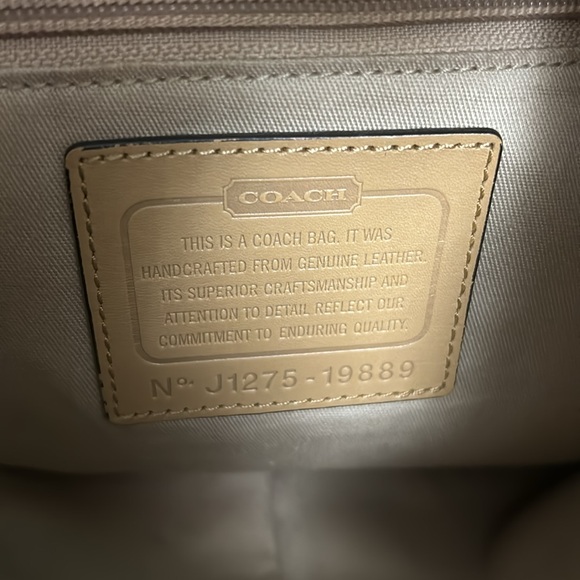 COACH
THIS IS A COACH BAG. IT WAS
HANDCRAFTED FROM GENUINE LEATHER.
ITS SUPERIOR CRAFTSMANSHIP AND
ATTENTION TO DETAIL REFLECT OUR
COMMITMENT TO ENDURING QUALITY.
Nº. J1275-19889